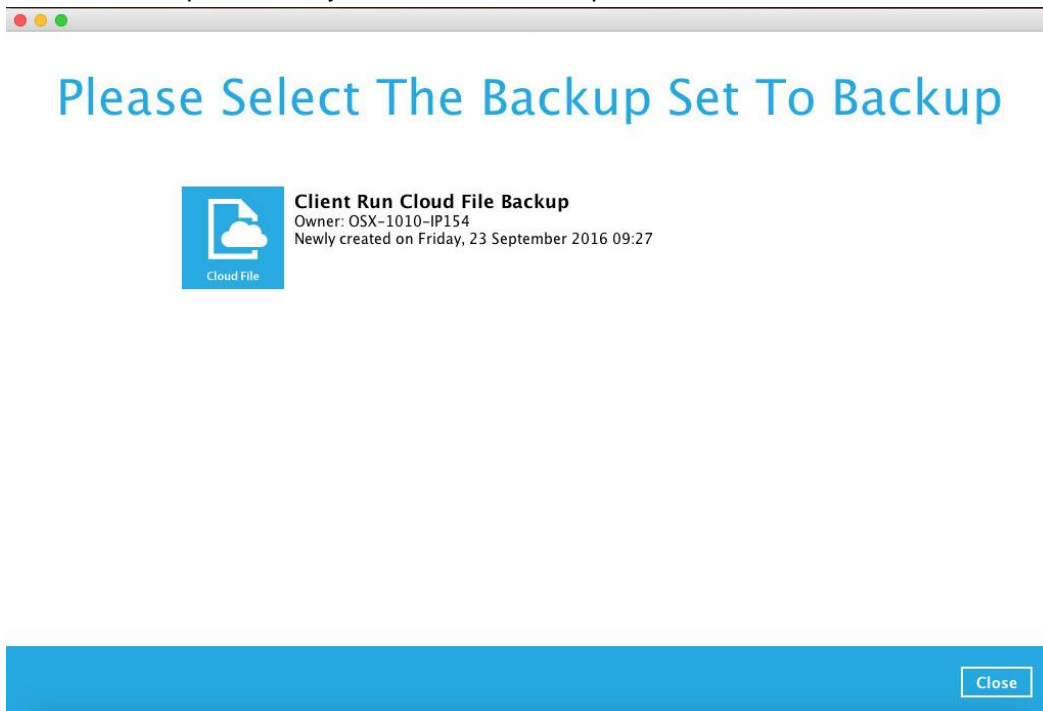 Please Select The Backup Set To Backup
Client Run Cloud File Backup
Owner: OSX-1010-IP154
Newly created on Friday, 23 September 2016 09:27
Cloud File
Close